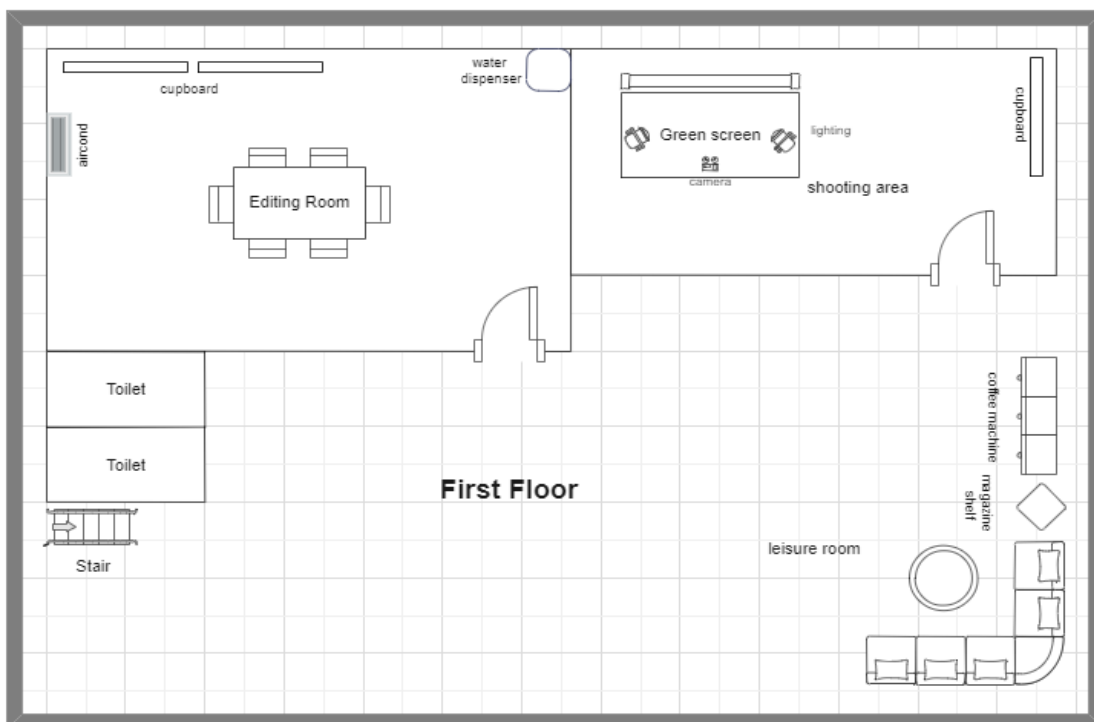 water
dispenser
cupboard
aircond
Editing Room
Green screen
lighting
camera
shooting area
cupboard
Toilet
Toilet
Stair
First Floor
coffee machine
magazine
shelf
leisure room